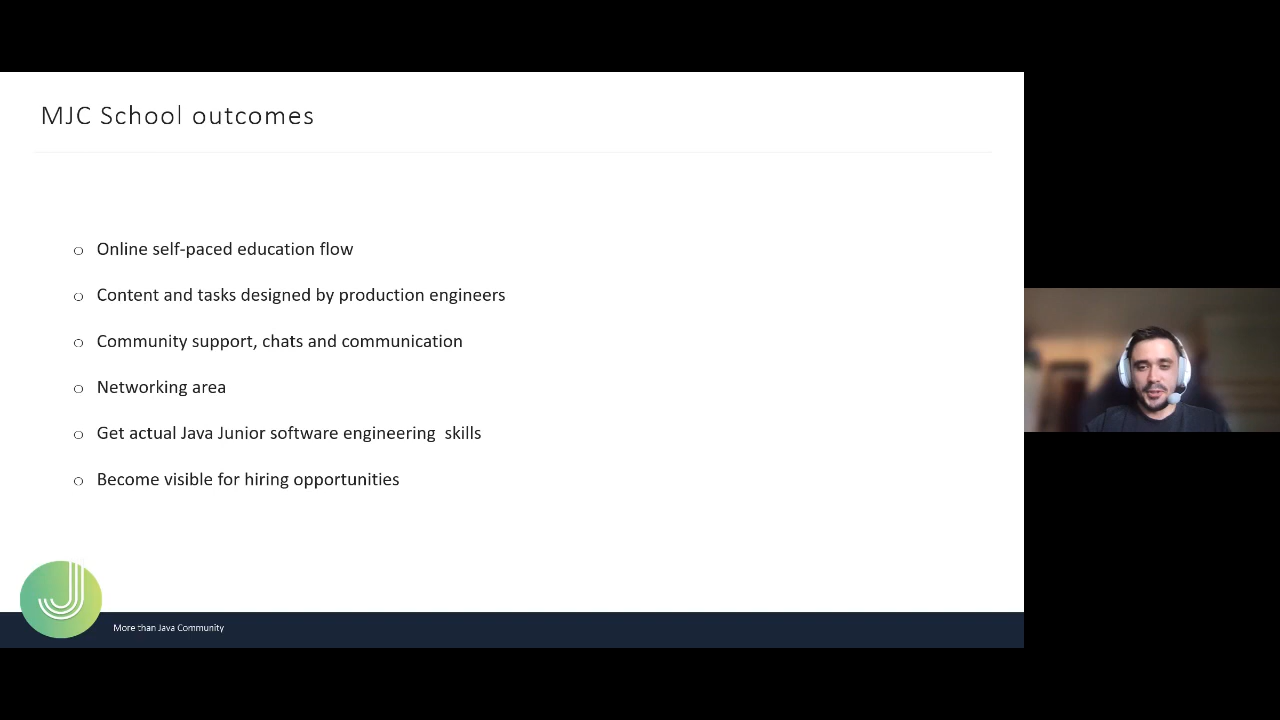 MJC School outcomes
Online self-paced education flow
Content and tasks designed by production engineers
Community support, chats and communication
Networking area
Get actual Java Junior software engineering  skills
Become visible for hiring opportunities
More than Java Community